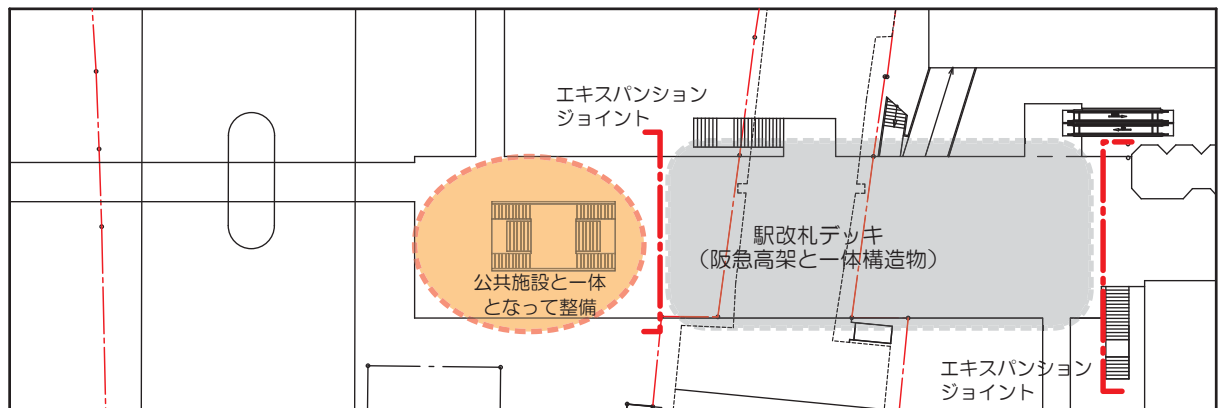 エキスパンション
ジョイント
駅改札デッキ
（阪急高架と一体構造物）
公共施設と一体
となって整備
エキスパンション
ジョイント